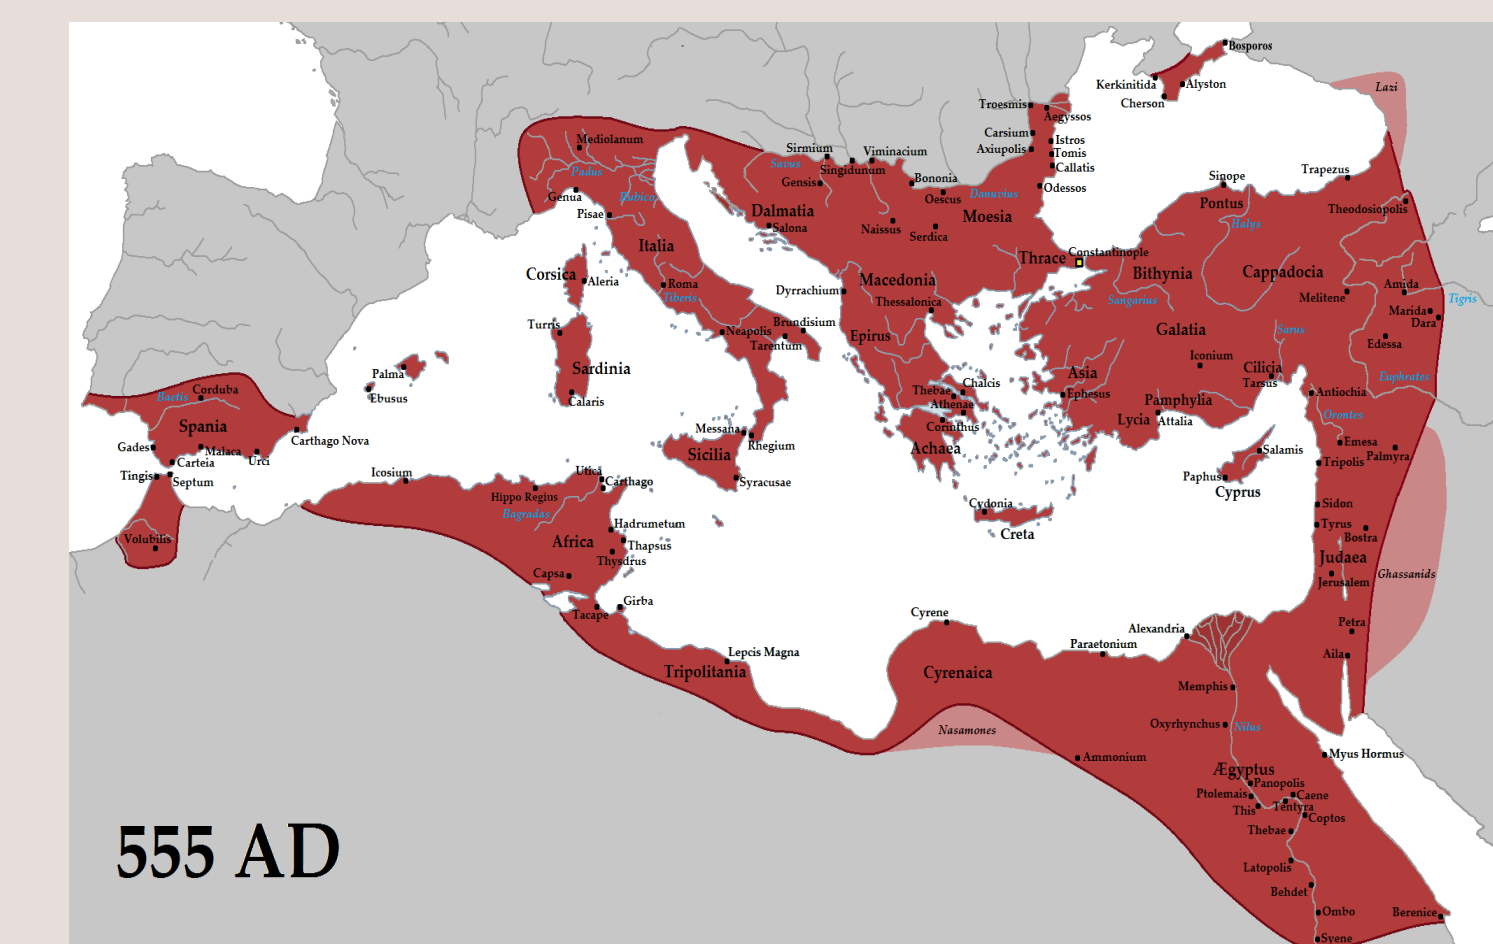 Bosporos
Kerkinitida
Alyston
Cherson
Lazi
Troesmis
Aegyssos
Carsium
Istros
Axiupolis
Tomis
Callatis
Odessos
Mediolanum
Padus
Genua
Rubico
Pisae
Sirmium
Viminacium
Savus
Singidunum
Gensis
Bononia
Oescus
Danuvius
Dalmatia
Moesia
Salona
Naissus
Serdica
Sinope
Trapezus
Pontus
Theodosiopolis
Halys
Italia
Thrace
Constantinople
Corsica
Aleria
Roma
Tiberis
Macedonia
Dyrrachium
Thessalonica
Bithynia
Cappadocia
Sangarius
Melitene
Amida
Tigris
Marida
Dara
Turris
Neapolis
Brundisium
Tarentum
Epirus
Galatia
Sarus
Edessa
Palma
Ebusus
Sardinia
Calaris
Iconium
Asia
Cilicia
Tarsus
Euphrates
Corduba
Baetis
Spania
Chalcis
Thebae
Athenae
Corinthus
Achaea
Ephesus
Pamphylia
Lycia
Attalia
Antiochia
Orontes
Gades
Malaca
Carteia
Urci
Carthago Nova
Messana
Rhegium
Sicilia
Syracusae
Salamis
Paphus
Cyprus
Emesa
Palmyra
Tripolis
Tingis
Septum
Icosium
Utica
Carthago
Hippo Regius
Bagradas
Cydonia
Creta
Sidon
Tyrus
Bostra
Volubilis
Hadrumetum
Africa
Thapsus
Thysdrus
Capsa
Judaea
Jerusalem
Ghassanids
Girba
Tacape
Cyrene
Alexandria
Paraetonium
Petra
Aila
Lepcis Magna
Tripolitania
Cyrenaica
Memphis
Nasamones
Oxyrhynchus
Nilus
Ammonium
Myus Hormus
Ægyptus
Panopolis
Ptolemais
Caene
Tentyra
This
Coptos
Thebae
Latopolis
Behdet
Ombo
Berenice
Syene
555 AD